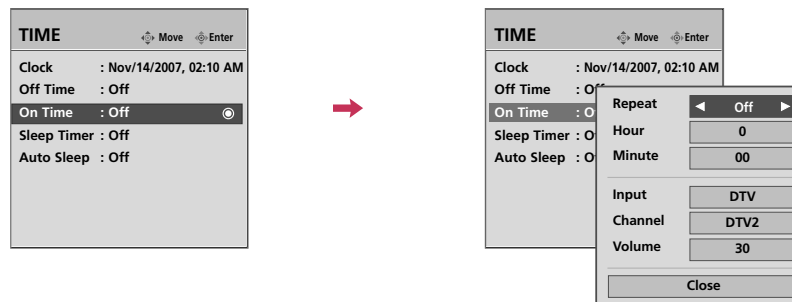 TIME Move Enter
Clock : Nov/14/2007, 02:10 AM
Off Time : Off
On Time : Off
Sleep Timer : Off
Auto Sleep : Off
TIME Move Enter
Clock : Nov/14/2007, 02:10 AM
Off Time : Off
On Time : O
Sleep Timer : O
Auto Sleep : O
Repeat Off
Hour 0
Minute 00
Input DTV
Channel DTV2
Volume 30
Close